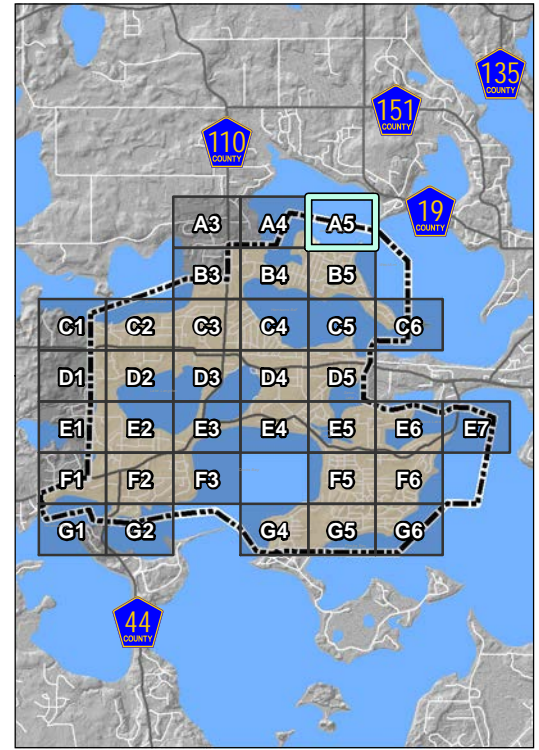 135
COUNTY
151
COUNTY
110
COUNTY
19
COUNTY
A3 A4 A5
B3 B4 B5
C1 C2 C3 C4 C5 C6
D1 D2 D3 D4 D5
E1 E2 E3 E4 E5 E6 E7
F1 F2 F3 F5 F6
G1 G2 G4 G5 G6
44
COUNTY